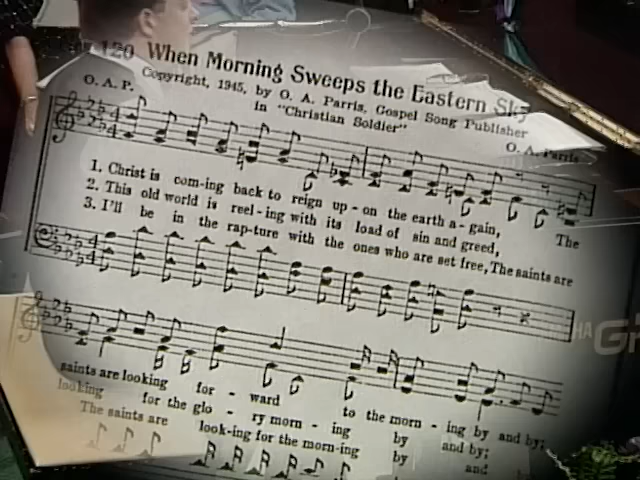 120 When Morning Sweeps the Eastern Sky
Copyright, 1945, by O. A. Parris, Gospel Song Publisher
O. A. P. in "Christian Soldier" O. A. Parris
1. Christ is com-ing back to reign up - on the earth a - gain, The
2. This old world is reel-ing with its load of sin and greed,
3. I'll be in the rap-ture with the ones who are set free, The saints are
saints are looking for - ward to the morn - ing by and by;
looking for the glo - ry morn - ing by and by;
The saints are look-ing for the morn-ing by and